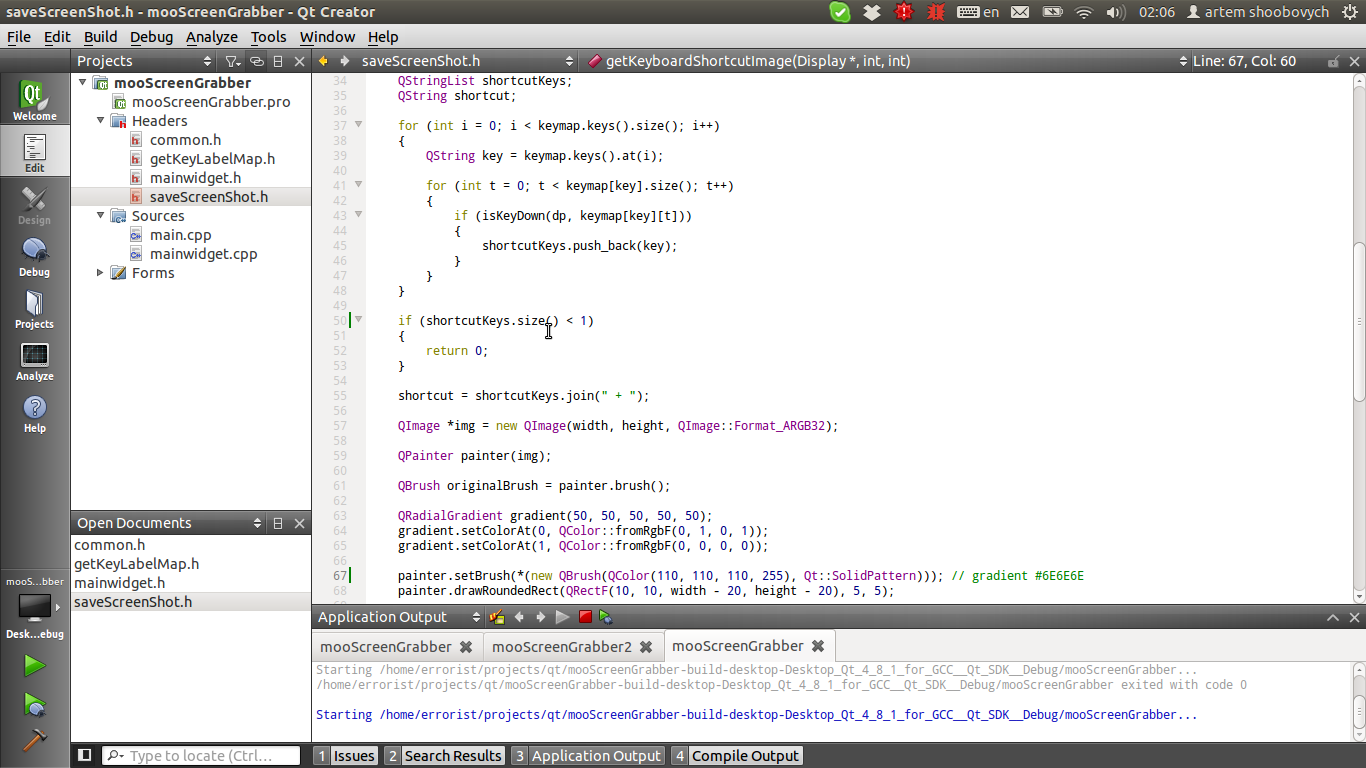 saveScreenShot.h - mooScreenGrabber - Qt Creator
en 02:06 artem shoobovych
File Edit Build Debug Analyze Tools Window Help
Projects
saveScreenShot.h
getKeyboardShortcutImage(Display *, int, int)
Line: 67, Col: 60
Qt
Welcome
Edit
Design
Debug
Projects
Analyze
Help
mooS...bber
Desk...ebug
mooScreenGrabber
mooScreenGrabber.pro
Headers
common.h
getKeyLabelMap.h
mainwidget.h
saveScreenShot.h
Sources
main.cpp
mainwidget.cpp
Forms
Open Documents
common.h
getKeyLabelMap.h
mainwidget.h
saveScreenShot.h
34 QStringList shortcutKeys;
35 QString shortcut;
36
37 for (int i = 0; i < keymap.keys().size(); i++)
38 {
39 QString key = keymap.keys().at(i);
40
41 for (int t = 0; t < keymap[key].size(); t++)
42 {
43 if (isKeyDown(dp, keymap[key][t]))
44 {
45 shortcutKeys.push_back(key);
46 }
47 }
48 }
49
50 if (shortcutKeys.size() < 1)
51 {
52 return 0;
53 }
54
55 shortcut = shortcutKeys.join(" + ");
56
57 QImage *img = new QImage(width, height, QImage::Format_ARGB32);
58
59 QPainter painter(img);
60
61 QBrush originalBrush = painter.brush();
62
63 QRadialGradient gradient(50, 50, 50, 50, 50);
64 gradient.setColorAt(0, QColor::fromRgbF(0, 1, 0, 1));
65 gradient.setColorAt(1, QColor::fromRgbF(0, 0, 0, 0));
66
67 painter.setBrush(*(new QBrush(QColor(110, 110, 110, 255), Qt::SolidPattern))); // gradient #6E6E6E
68 painter.drawRoundedRect(QRectF(10, 10, width - 20, height - 20), 5, 5);
Application Output
mooScreenGrabber mooScreenGrabber2 mooScreenGrabber
Starting /home/errorist/projects/qt/mooScreenGrabber-build-desktop-Desktop_Qt_4_8_1_for_GCC__Qt_SDK__Debug/mooScreenGrabber...
/home/errorist/projects/qt/mooScreenGrabber-build-desktop-Desktop_Qt_4_8_1_for_GCC__Qt_SDK__Debug/mooScreenGrabber exited with code 0
Starting /home/errorist/projects/qt/mooScreenGrabber-build-desktop-Desktop_Qt_4_8_1_for_GCC__Qt_SDK__Debug/mooScreenGrabber...
Type to locate (Ctrl...
1 Issues 2 Search Results 3 Application Output 4 Compile Output